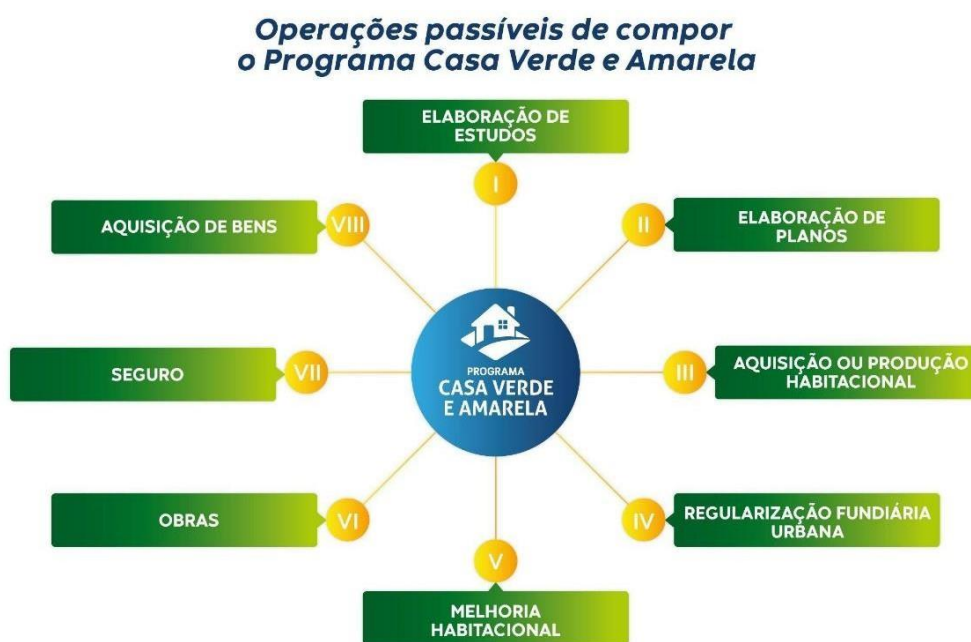 Operações passíveis de compor
o Programa Casa Verde e Amarela
ELABORAÇÃO DE
ESTUDOS
I
AQUISIÇÃO DE BENS
VIII
II
ELABORAÇÃO DE
PLANOS
SEGURO
VII
PROGRAMA
CASA VERDE
E AMARELA
III
AQUISIÇÃO OU PRODUÇÃO
HABITACIONAL
OBRAS
VI
IV
REGULARIZAÇÃO FUNDIÁRIA
URBANA
V
MELHORIA
HABITACIONAL